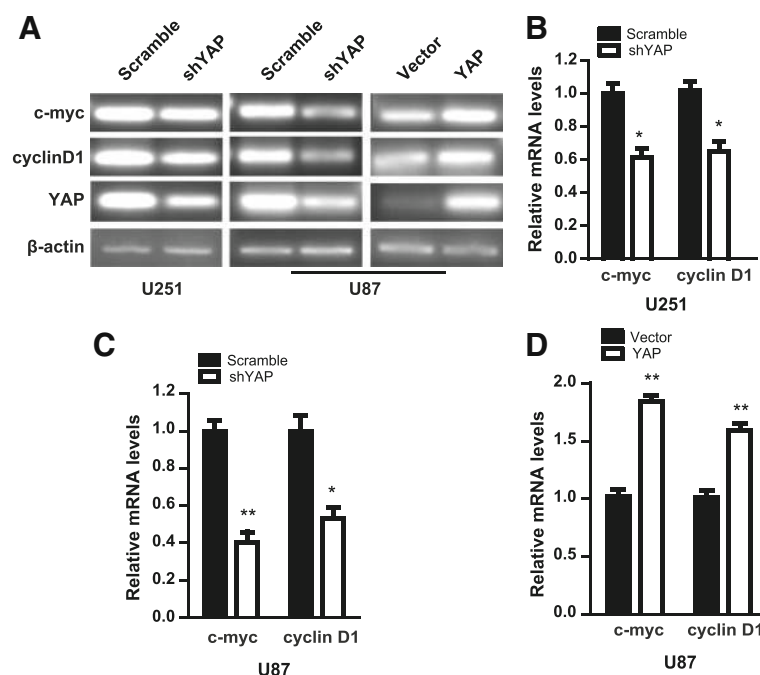 A
Scramble
shYAP
Scramble
shYAP
Vector
YAP
c-myc
cyclinD1
YAP
β-actin
U251
U87
B
Scramble
shYAP
Relative mRNA levels
1.2
1.0
0.8
0.6
0.4
0.2
0.0
*
*
c-myc
cyclin D1
U251
C
Scramble
shYAP
Relative mRNA levels
1.2
1.0
0.8
0.6
0.4
0.2
0.0
**
*
c-myc
cyclin D1
U87
D
Vector
YAP
Relative mRNA levels
2.0
1.5
1.0
0.5
0.0
**
**
c-myc
cyclin D1
U87